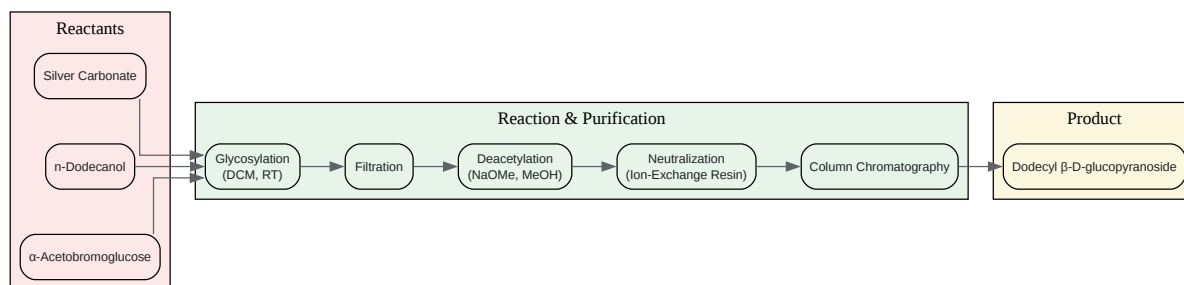 Reactants
Silver Carbonate
n-Dodecanol
α-Acetobromoglucose
Reaction & Purification
Glycosylation
(DCM, RT)
Filtration
Deacetylation
(NaOMe, MeOH)
Neutralization
(Ion-Exchange Resin)
Column Chromatography
Product
Dodecyl β-D-glucopyranoside